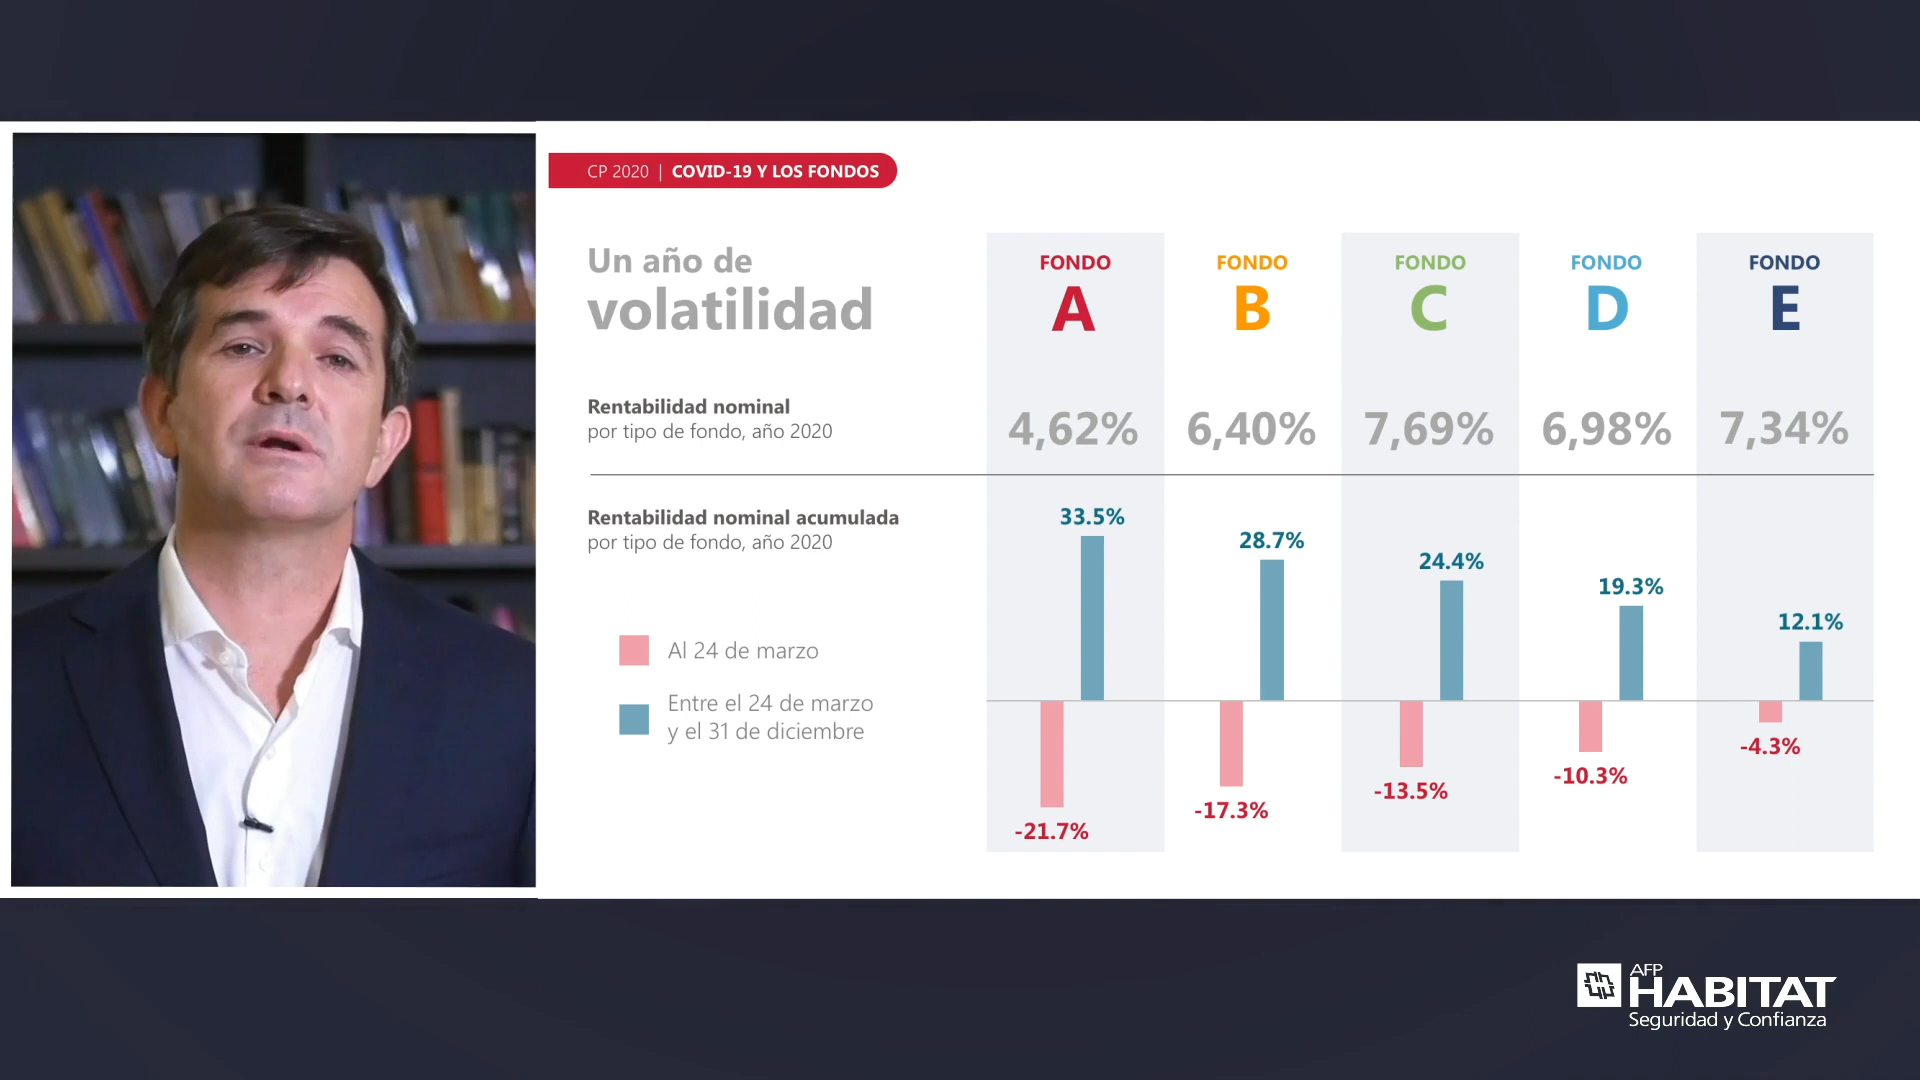 CP 2020 | COVID-19 Y LOS FONDOS
Un año de
volatilidad
FONDO
A
FONDO
B
FONDO
C
FONDO
D
FONDO
E
Rentabilidad nominal
por tipo de fondo, año 2020
4,62%
6,40%
7,69%
6,98%
7,34%
Rentabilidad nominal acumulada
por tipo de fondo, año 2020
Al 24 de marzo
Entre el 24 de marzo
y el 31 de diciembre
33.5%
28.7%
24.4%
19.3%
12.1%
-21.7%
-17.3%
-13.5%
-10.3%
-4.3%
AFP
HABITAT
Seguridad y Confianza